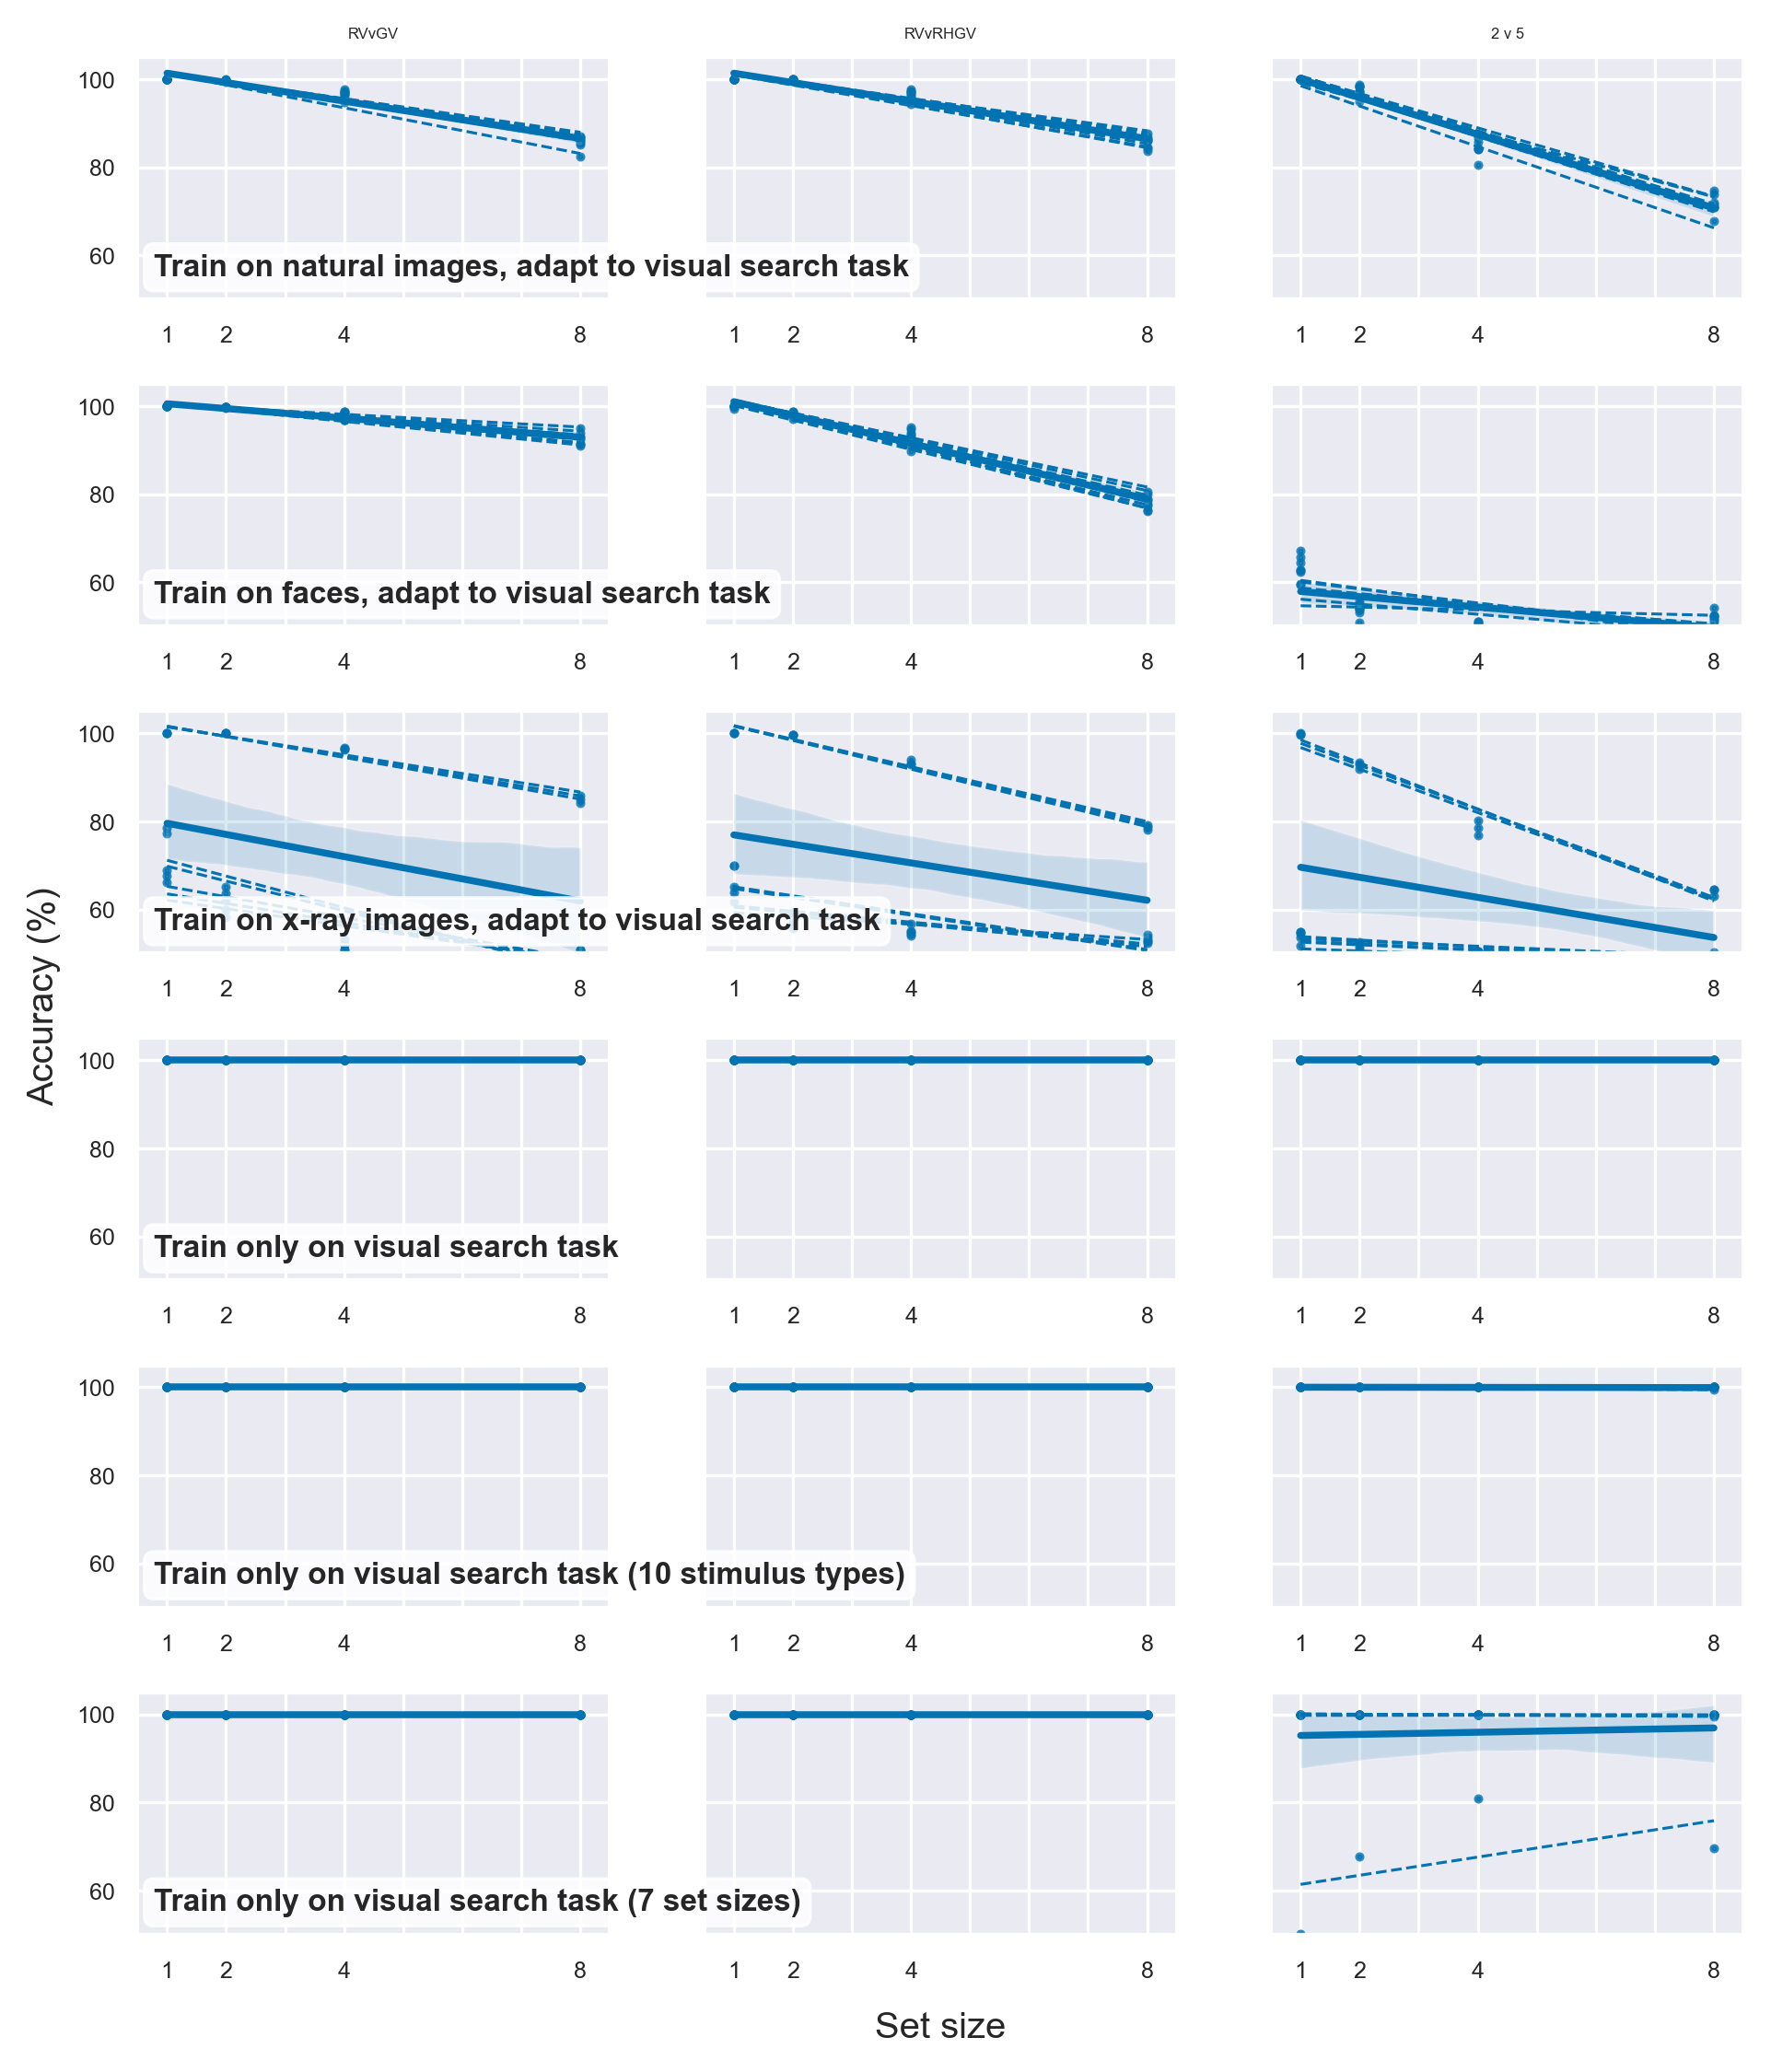 RVvGV RVvRHGV 2 v 5
100
80
60
Train on natural images, adapt to visual search task
1 2 4 8 1 2 4 8 1 2 4 8
100
80
60
Train on faces, adapt to visual search task
1 2 4 8 1 2 4 8 1 2 4 8
100
80
60
Train on x-ray images, adapt to visual search task
1 2 4 8 1 2 4 8 1 2 4 8
Accuracy (%)
100
80
60
Train only on visual search task
1 2 4 8 1 2 4 8 1 2 4 8
100
80
60
Train only on visual search task (10 stimulus types)
1 2 4 8 1 2 4 8 1 2 4 8
100
80
60
Train only on visual search task (7 set sizes)
1 2 4 8 1 2 4 8 1 2 4 8
Set size